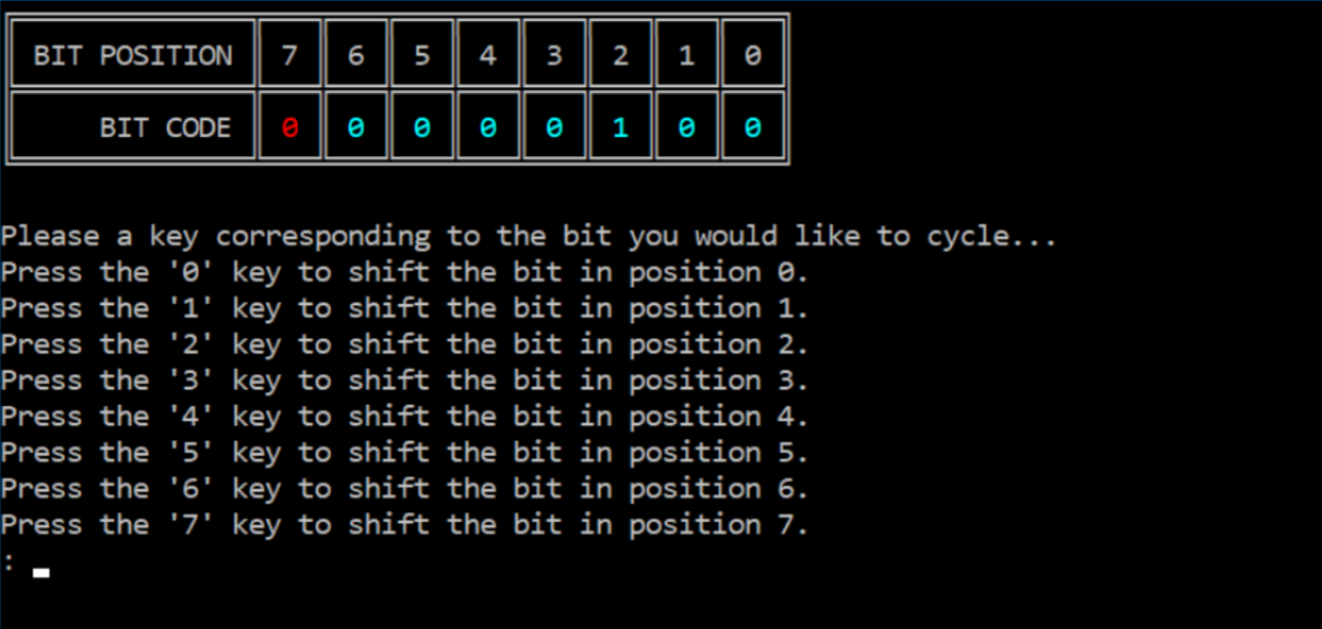 BIT POSITION 7 6 5 4 3 2 1 0
BIT CODE 0 0 0 0 0 1 0 0
Please a key corresponding to the bit you would like to cycle...
Press the '0' key to shift the bit in position 0.
Press the '1' key to shift the bit in position 1.
Press the '2' key to shift the bit in position 2.
Press the '3' key to shift the bit in position 3.
Press the '4' key to shift the bit in position 4.
Press the '5' key to shift the bit in position 5.
Press the '6' key to shift the bit in position 6.
Press the '7' key to shift the bit in position 7.
: _